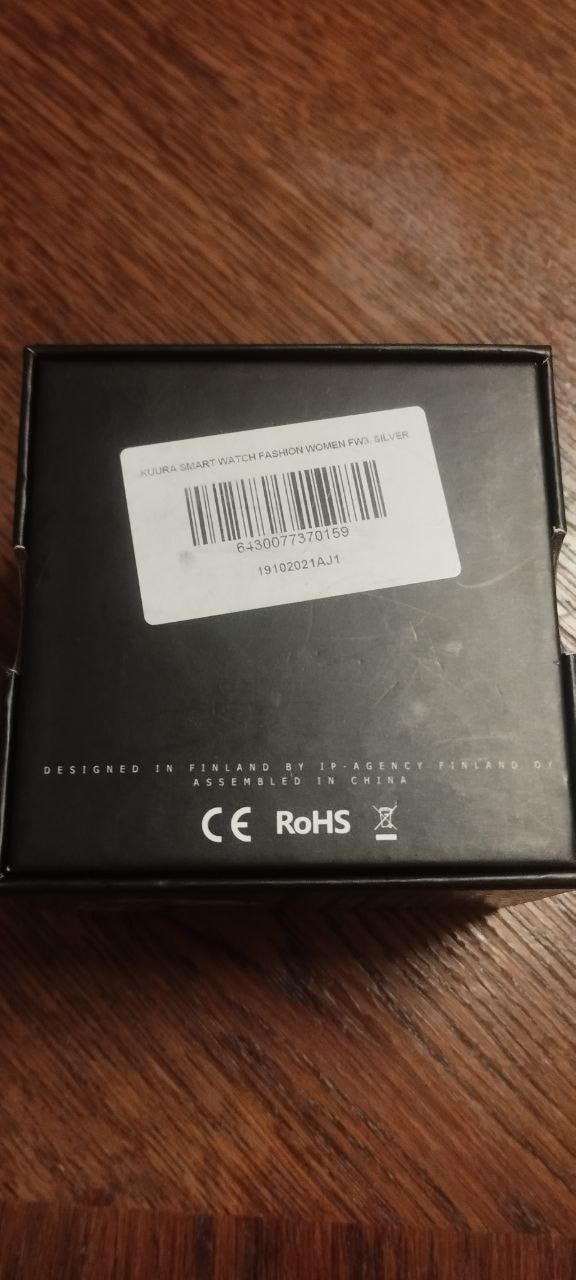 KUURA SMART WATCH FASHION WOMEN FW3, SILVER
6430077370159
19102021AJ1
DESIGNED IN FINLAND BY IP-AGENCY FINLAND OY
ASSEMBLED IN CHINA
CE RoHS